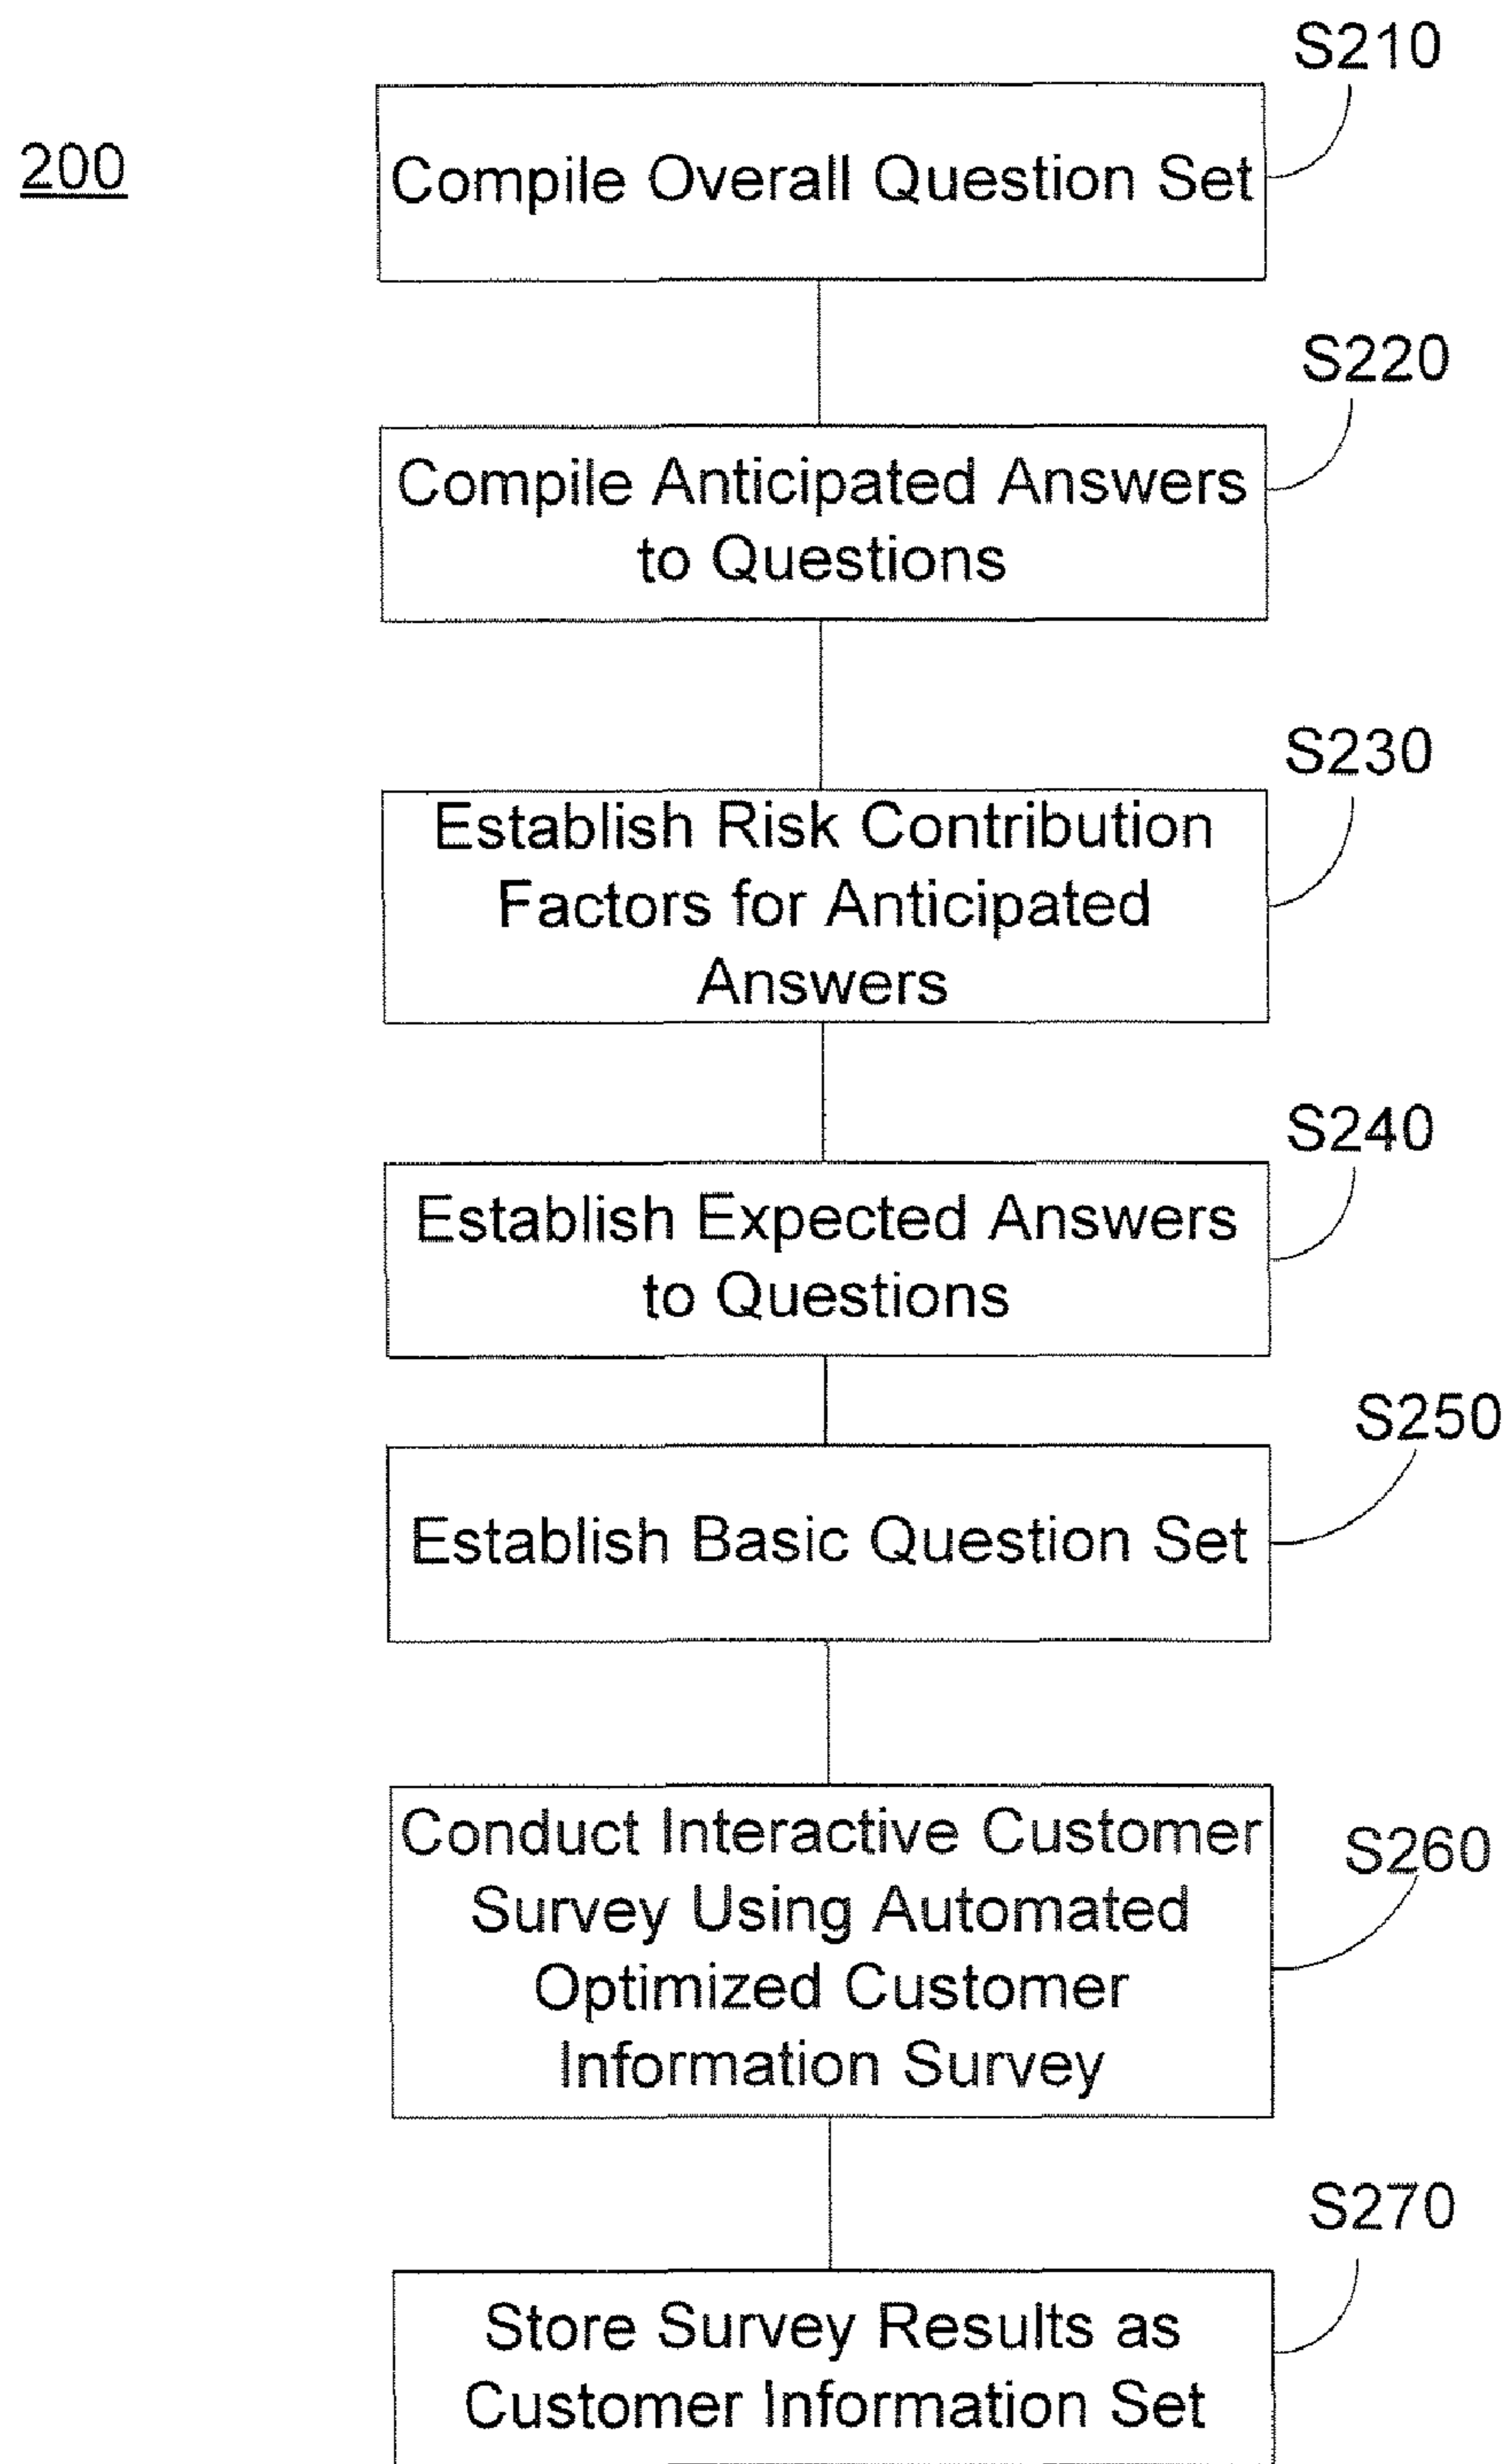 S210
200
Compile Overall Question Set
S220
Compile Anticipated Answers
to Questions
S230
Establish Risk Contribution
Factors for Anticipated
Answers
S240
Establish Expected Answers
to Questions
S250
Establish Basic Question Set
S260
Conduct Interactive Customer
Survey Using Automated
Optimized Customer
Information Survey
S270
Store Survey Results as
Customer Information Set